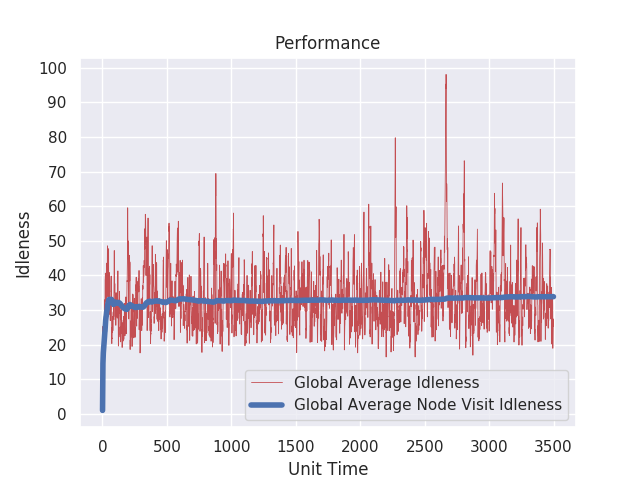 Performance
100
90
80
70
60
50
40
30
20
10
0
Idleness
Global Average Idleness
Global Average Node Visit Idleness
0 500 1000 1500 2000 2500 3000 3500
Unit Time